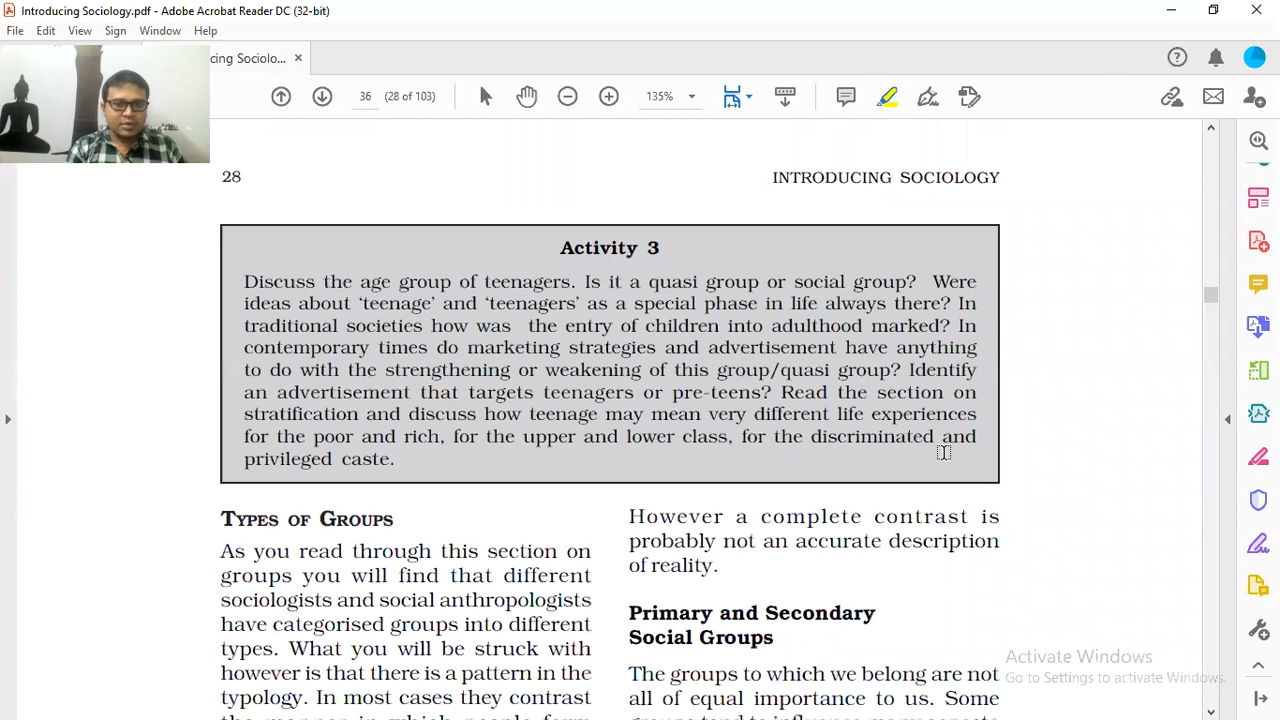 Introducing Sociology.pdf - Adobe Acrobat Reader DC (32-bit)
File Edit View Sign Window Help
cing Sociolo... ×
36 (28 of 103) 135%
28 INTRODUCING SOCIOLOGY
Activity 3
Discuss the age group of teenagers. Is it a quasi group or social group? Were
ideas about ‘teenage’ and ‘teenagers’ as a special phase in life always there? In
traditional societies how was the entry of children into adulthood marked? In
contemporary times do marketing strategies and advertisement have anything
to do with the strengthening or weakening of this group/quasi group? Identify
an advertisement that targets teenagers or pre-teens? Read the section on
stratification and discuss how teenage may mean very different life experiences
for the poor and rich, for the upper and lower class, for the discriminated and
privileged caste.
TYPES OF GROUPS
As you read through this section on
groups you will find that different
sociologists and social anthropologists
have categorised groups into different
types. What you will be struck with
however is that there is a pattern in the
typology. In most cases they contrast
the manner in which people form
However a complete contrast is
probably not an accurate description
of reality.
Primary and Secondary
Social Groups
The groups to which we belong are not
all of equal importance to us. Some
groups tend to influence many aspects
Activate Windows
Go to Settings to activate Windows.